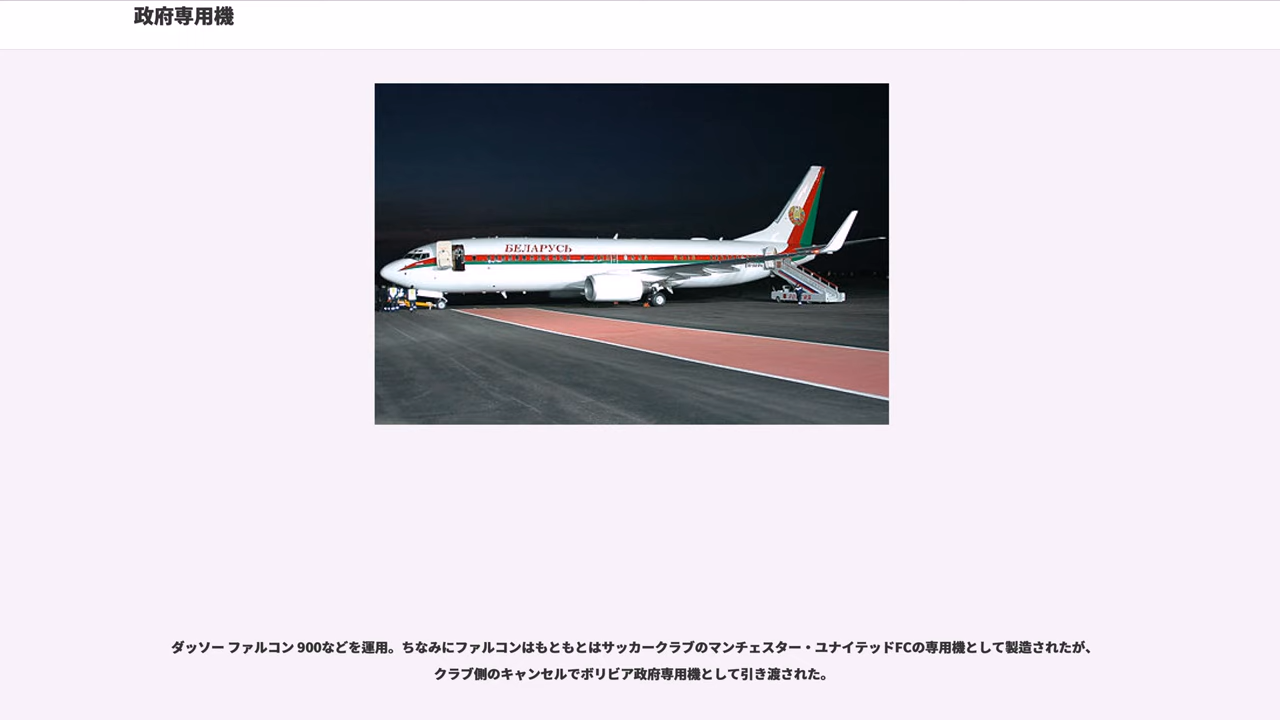 政府専用機
БЕЛАРУСЬ
ダッソー ファルコン 900などを運用。ちなみにファルコンはもともとはサッカークラブのマンチェスター・ユナイテッドFCの専用機として製造されたが、
クラブ側のキャンセルでボリビア政府専用機として引き渡された。